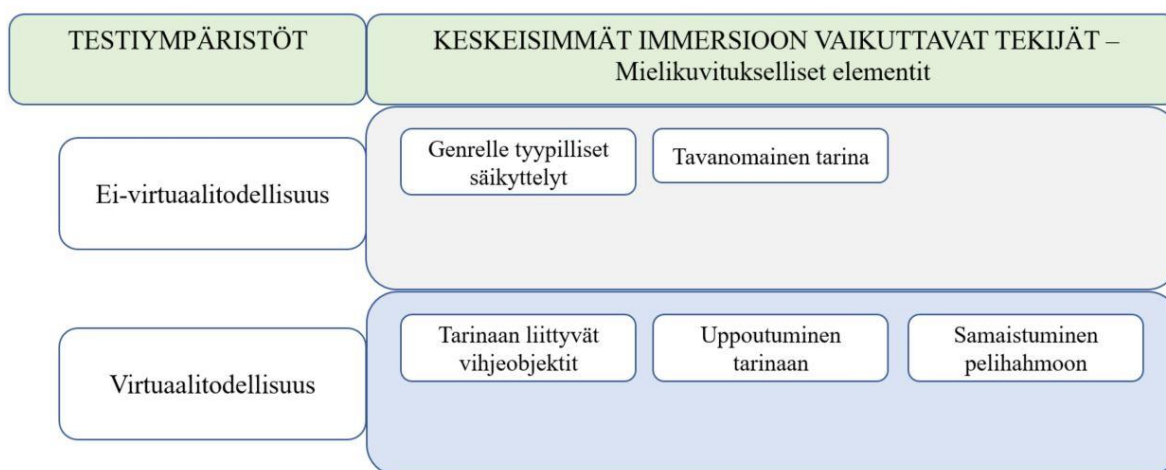 TESTIYMPÄRISTÖT
KESKEISIMMÄT IMMERSIOON VAIKUTTAVAT TEKIJÄT –
Mielikuvitukselliset elementit
Ei-virtuaalitodellisuus
Genrelle tyypilliset
säikyttelyt
Tavanomainen tarina
Virtuaalitodellisuus
Tarinaan liittyvät
vihjeobjektit
Uppoutuminen
tarinaan
Samaistuminen
pelihahmoon